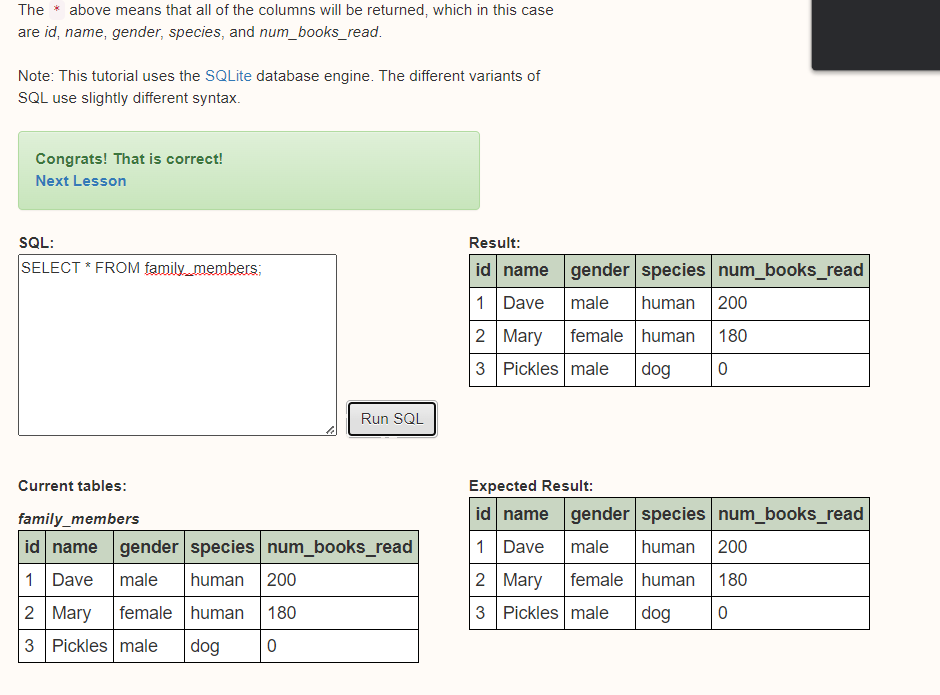 The * above means that all of the columns will be returned, which in this case
are id, name, gender, species, and num_books_read.
Note: This tutorial uses the SQLite database engine. The different variants of
SQL use slightly different syntax.
Congrats! That is correct!
Next Lesson
SQL:
SELECT * FROM family_members;
Run SQL
Result:
id name gender species num_books_read
1 Dave male human 200
2 Mary female human 180
3 Pickles male dog 0
Current tables:
family_members
id name gender species num_books_read
1 Dave male human 200
2 Mary female human 180
3 Pickles male dog 0
Expected Result:
id name gender species num_books_read
1 Dave male human 200
2 Mary female human 180
3 Pickles male dog 0